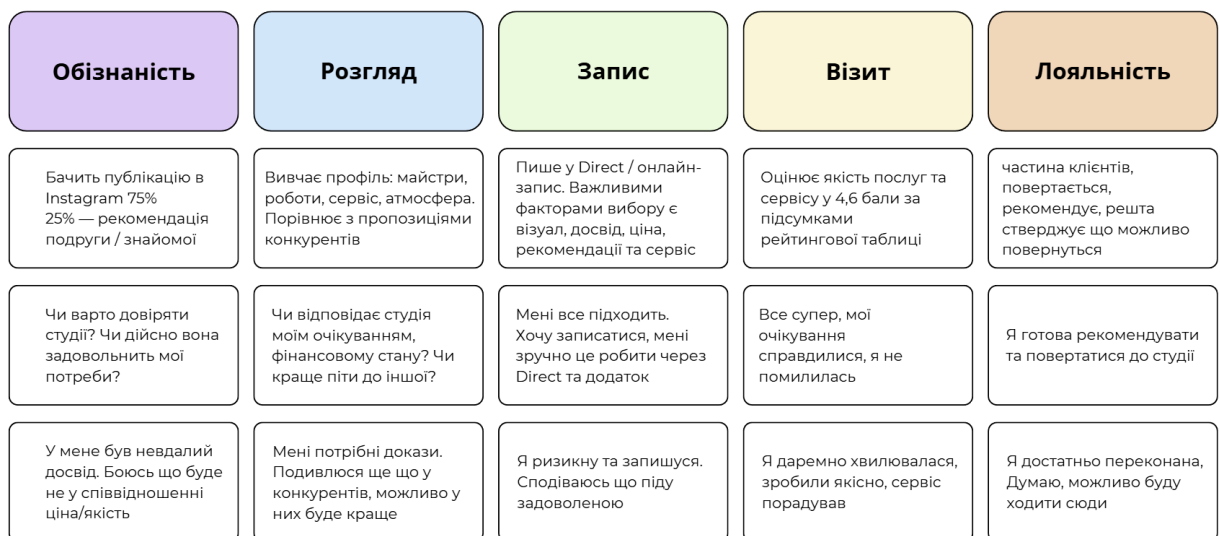 Обізнаність
Розгляд
Запис
Візит
Лояльність
Бачить публікацію в
Instagram 75%
25% — рекомендація
подруги / знайомої
Вивчає профіль: майстри,
роботи, сервіс, атмосфера.
Порівнює з пропозиціями
конкурентів
Пише у Direct / онлайн-
запис. Важливими
факторами вибору є
візуал, досвід, ціна,
рекомендації та сервіс
Оцінює якість послуг та
сервісу у 4,6 бали за
підсумками
рейтингової таблиці
частина клієнтів,
повертається,
рекомендує, решта
стверджує що можливо
повернуться
Чи варто довіряти
студії? Чи дійсно вона
задовольнить мої
потреби?
Чи відповідає студія
моїм очікуванням,
фінансовому стану? Чи
краще піти до іншої?
Мені все підходить.
Хочу записатися, мені
зручно це робити через
Direct та додаток
Все супер, мої
очікування
справдилися, я не
помилилась
Я готова рекомендувати
та повертатися до студії
У мене був невдалий
досвід. Боюсь що буде
не у співвідношенні
ціна/якість
Мені потрібні докази.
Подивлюся ще що у
конкурентів, можливо у
них буде краще
Я ризикну та запишуся.
Сподіваюсь що піду
задоволеною
Я даремно хвилювалася,
зробили якісно, сервіс
порадував
Я достатньо переконана,
Думаю, можливо буду
ходити сюди